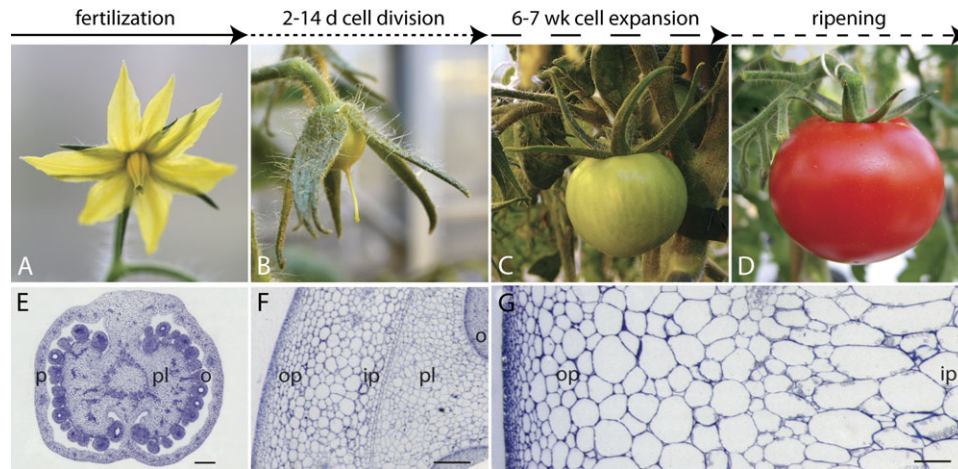 fertilization 2-14 d cell division 6-7 wk cell expansion ripening
A B C D
E F G
p pl o
op ip pl o
op ip